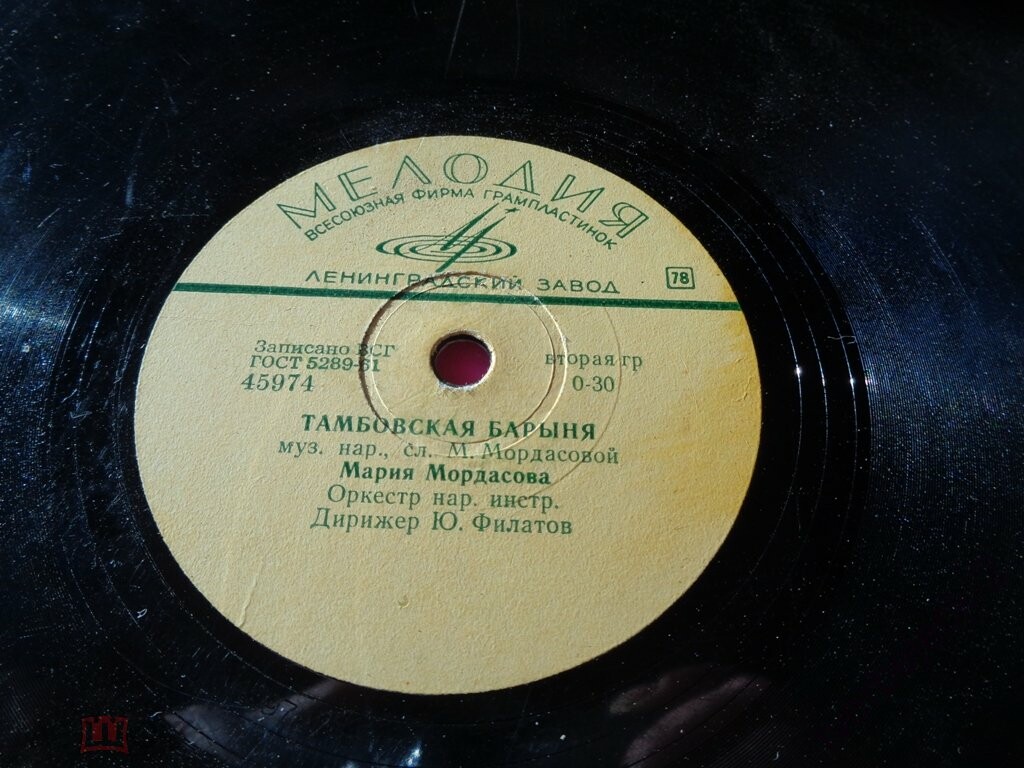 МЕЛОДИЯ
ВСЕСОЮЗНАЯ ФИРМА ГРАМПЛАСТИНОК
ЛЕНИНГРАДСКИЙ ЗАВОД 78
Записано ВСГ
ГОСТ 5289-61 вторая гр
45974 0-30
ТАМБОВСКАЯ БАРЫНЯ
муз. нар., сл. М. Мордасовой
Мария Мордасова
Оркестр нар. инстр.
Дирижер Ю. Филатов